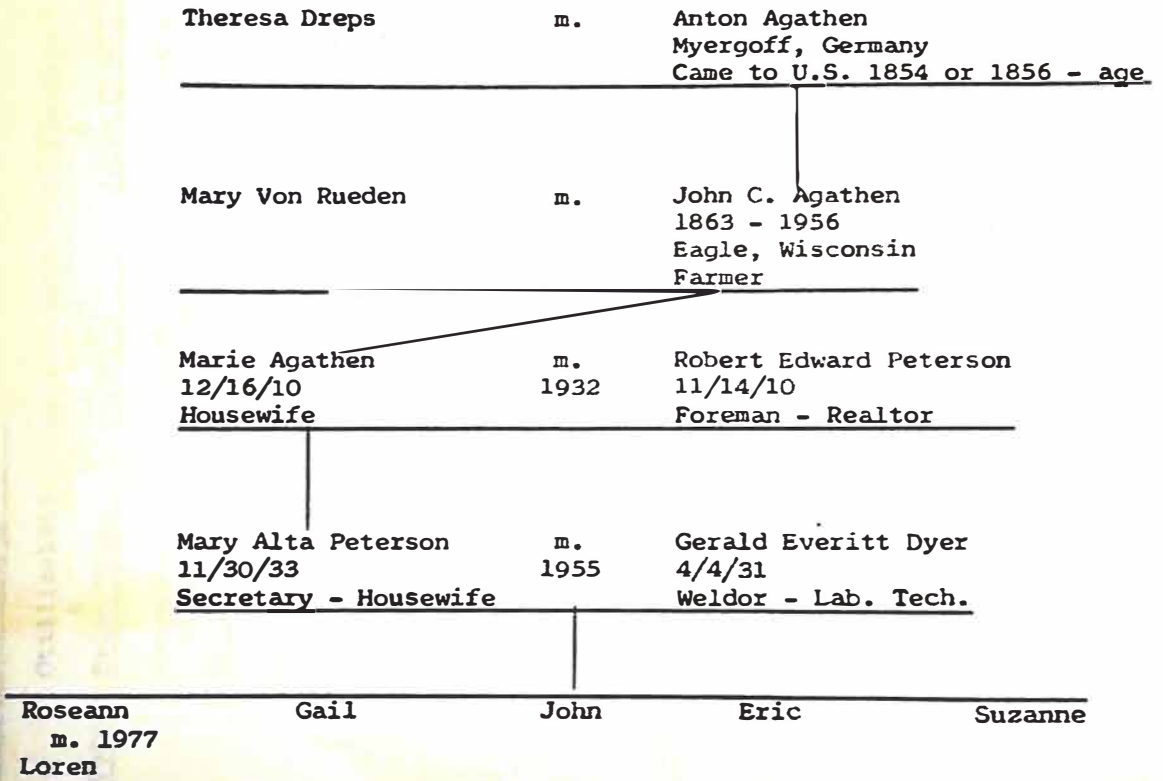 Theresa Dreps m. Anton Agathen
Myergoff, Germany
Came to U.S. 1854 or 1856 - age
Mary Von Rueden m. John C. Agathen
1863 - 1956
Eagle, Wisconsin
Farmer
Marie Agathen m. Robert Edward Peterson
12/16/10 1932 11/14/10
Housewife Foreman - Realtor
Mary Alta Peterson m. Gerald Everitt Dyer
11/30/33 1955 4/4/31
Secretary - Housewife Weldor - Lab. Tech.
Roseann Gail John Eric Suzanne
m. 1977
Loren